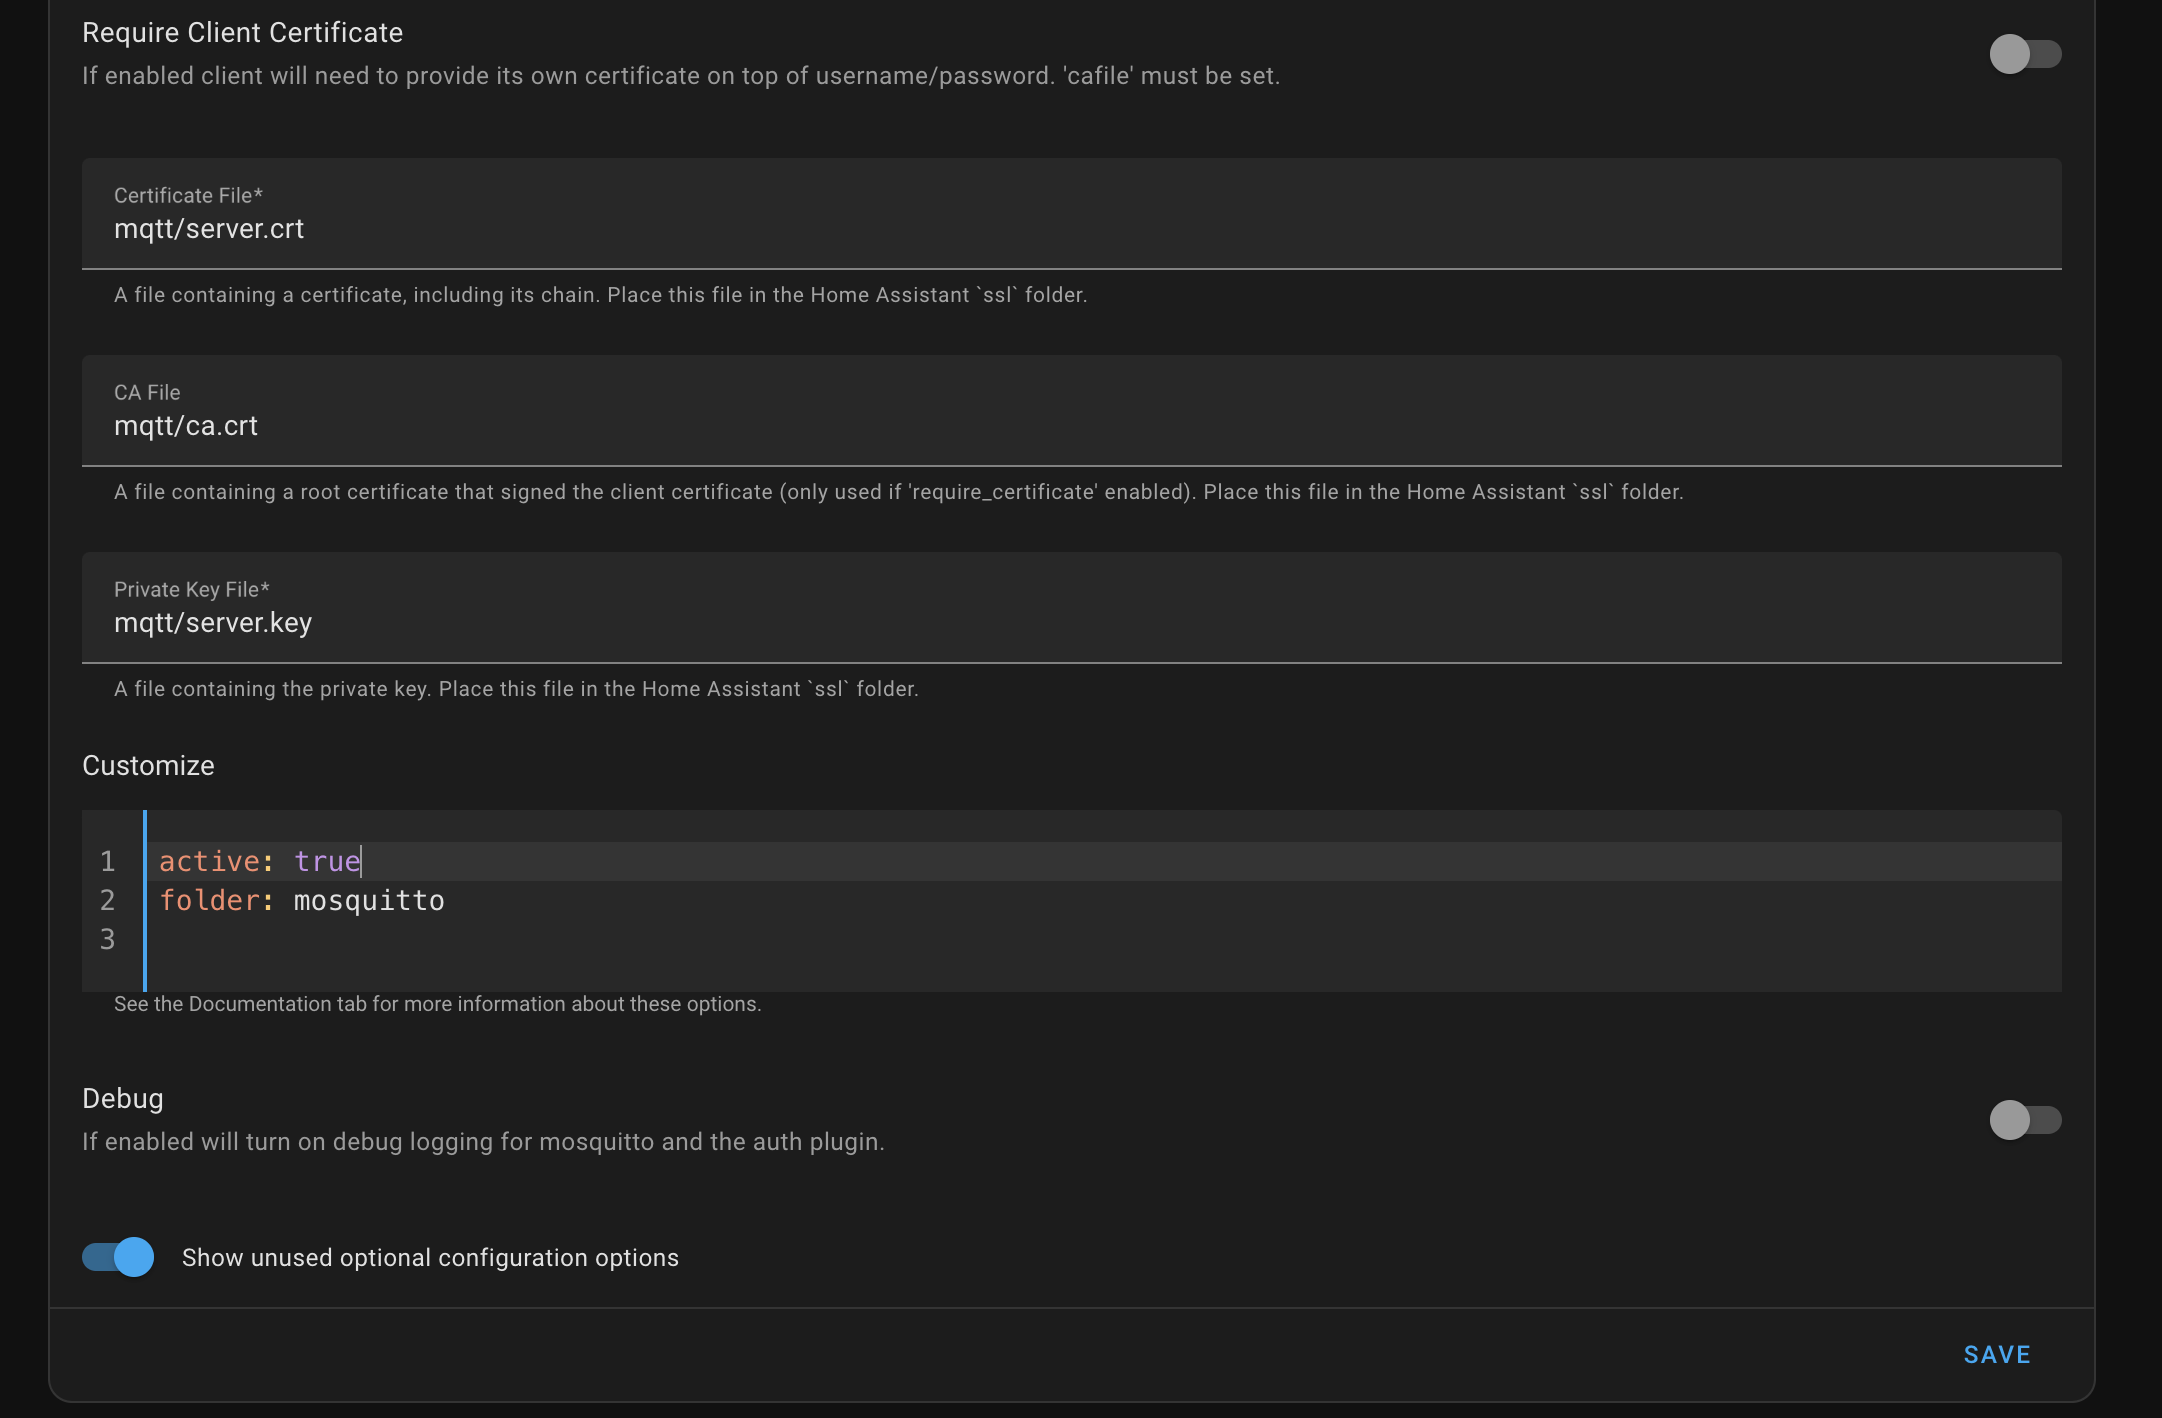 Require Client Certificate
If enabled client will need to provide its own certificate on top of username/password. 'cafile' must be set.
Certificate File*
mqtt/server.crt
A file containing a certificate, including its chain. Place this file in the Home Assistant `ssl` folder.
CA File
mqtt/ca.crt
A file containing a root certificate that signed the client certificate (only used if 'require_certificate' enabled). Place this file in the Home Assistant `ssl` folder.
Private Key File*
mqtt/server.key
A file containing the private key. Place this file in the Home Assistant `ssl` folder.
Customize
1 active: true
2 folder: mosquitto
3
See the Documentation tab for more information about these options.
Debug
If enabled will turn on debug logging for mosquitto and the auth plugin.
Show unused optional configuration options
SAVE